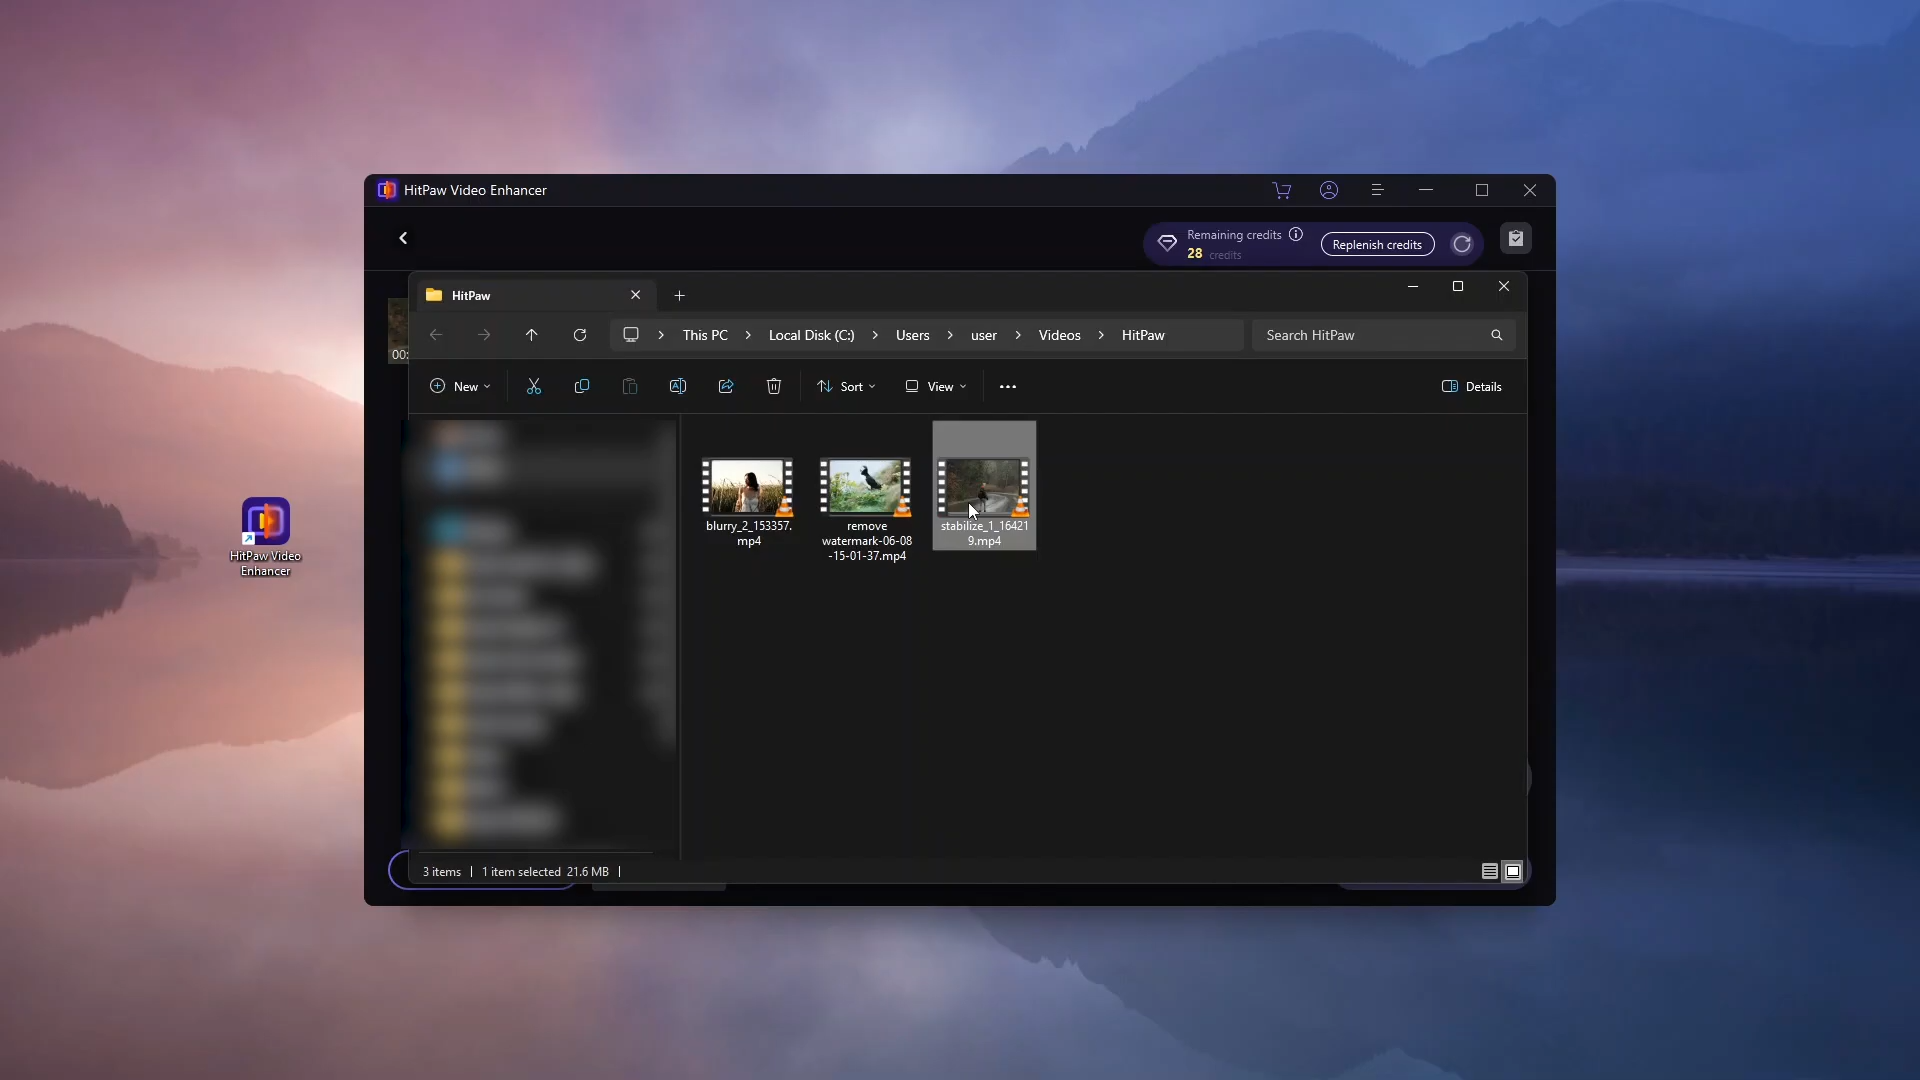 HitPaw Video Enhancer
Remaining credits
28 credits
Replenish credits
HitPaw
This PC
Local Disk (C:)
Users
user
Videos
HitPaw
Search HitPaw
00:
New
Sort
View
Details
blurry_2_153357.
mp4
remove
watermark-06-08
-15-01-37.mp4
stabilize_1_16421
9.mp4
HitPaw Video
Enhancer
3 items
1 item selected 21.6 MB